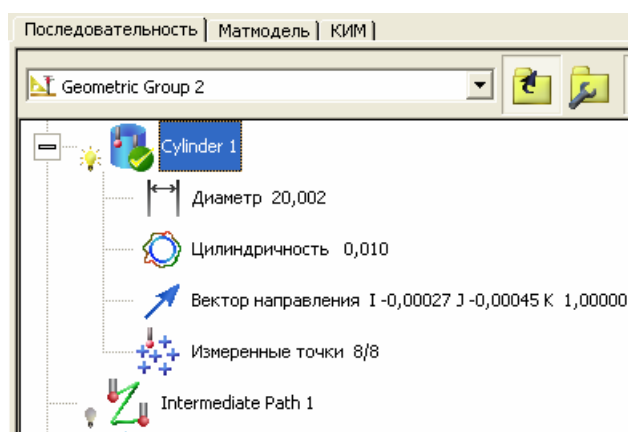 Последовательность Матмодель КИМ
Geometric Group 2
Cylinder 1
Диаметр 20,002
Цилиндричность 0,010
Вектор направления I -0,00027 J -0,00045 K 1,00000
Измеренные точки 8/8
Intermediate Path 1